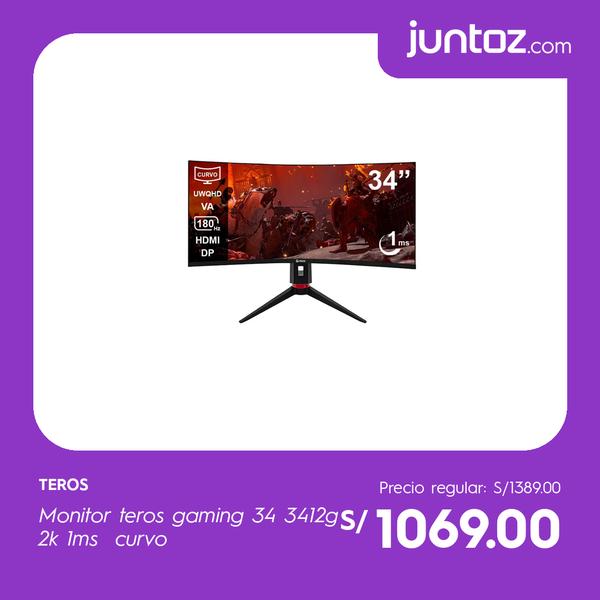 juntoz.com
CURVO
UWQHD
VA
180Hz
HDMI
DP
34”
1ms
TEROS
Monitor teros gaming 34 3412g
2k 1ms curvo
Precio regular: S/1389.00
S/ 1069.00